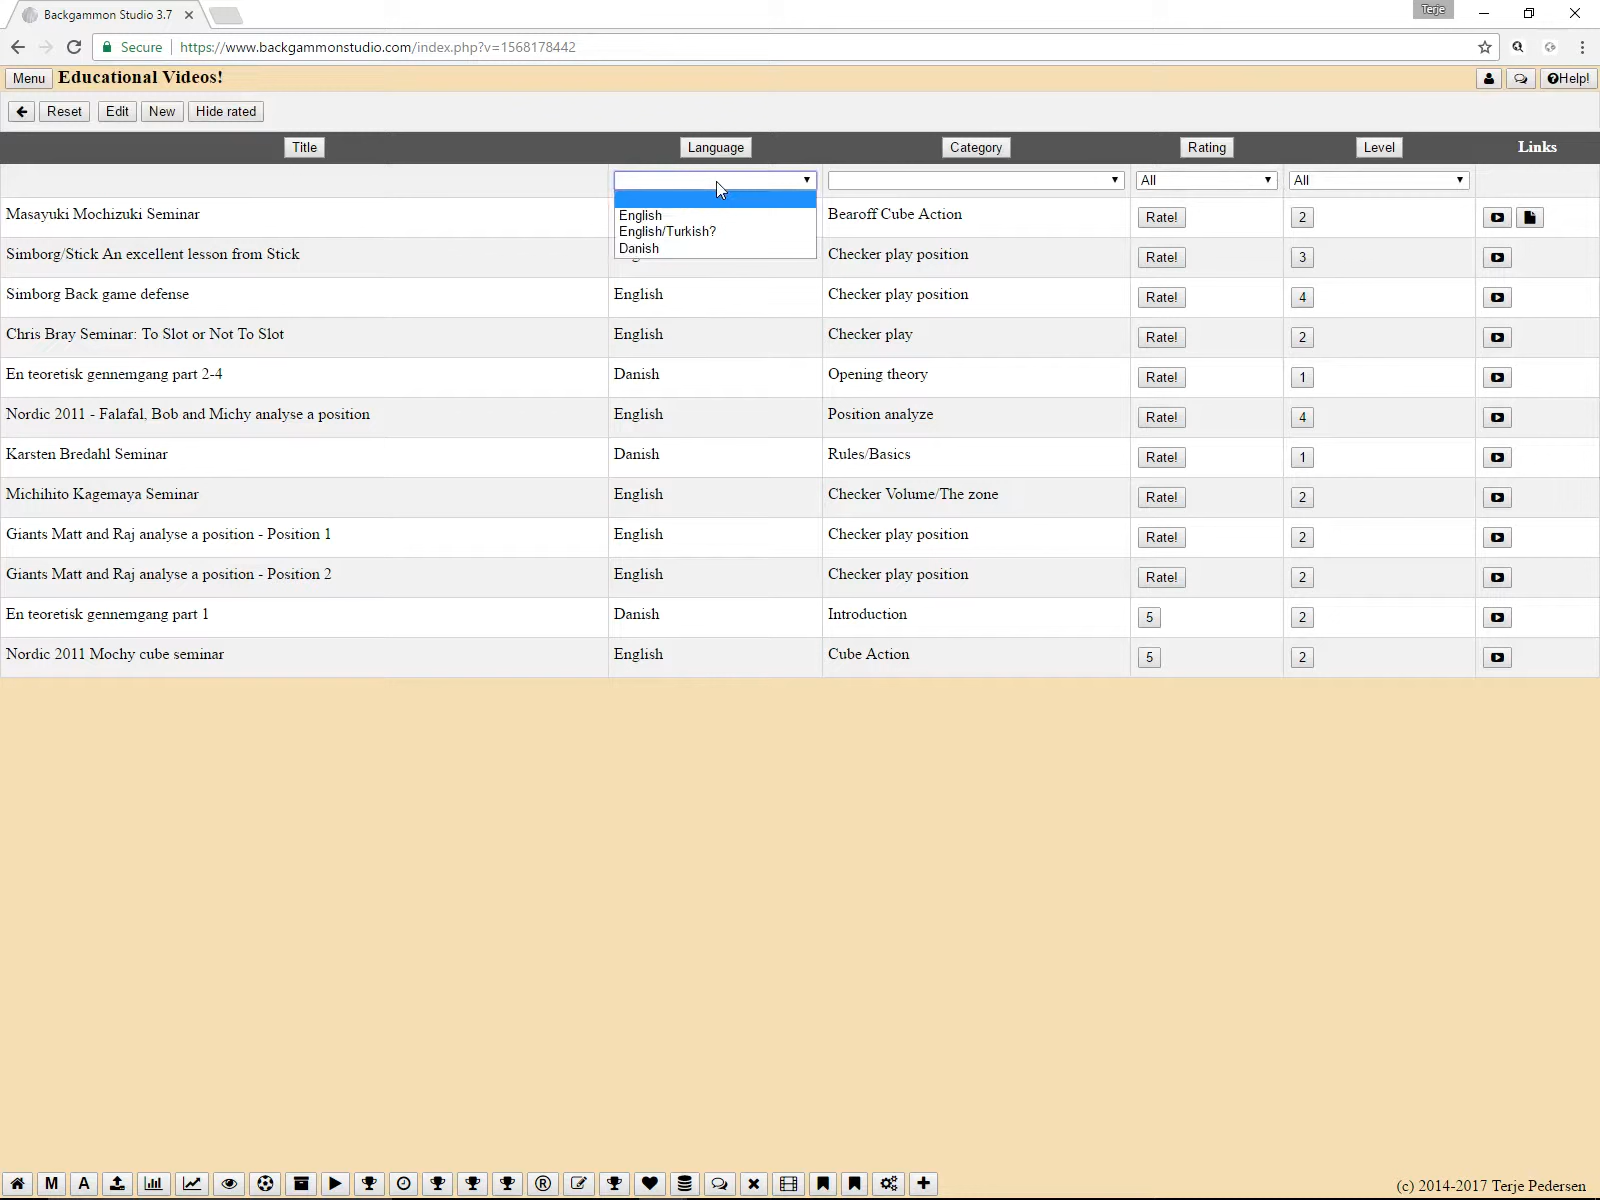 Backgammon Studio 3.7
Terje
Secure https://www.backgammonstudio.com/index.php?v=1568178442
Menu Educational Videos! Help!
Reset Edit New Hide rated
Title Language Category Rating Level Links
All All
English
English/Turkish?
Danish
Masayuki Mochizuki Seminar Bearoff Cube Action Rate! 2
Simborg/Stick An excellent lesson from Stick Checker play position Rate! 3
Simborg Back game defense English Checker play position Rate! 4
Chris Bray Seminar: To Slot or Not To Slot English Checker play Rate! 2
En teoretisk gennemgang part 2-4 Danish Opening theory Rate! 1
Nordic 2011 - Falafal, Bob and Michy analyse a position English Position analyze Rate! 4
Karsten Bredahl Seminar Danish Rules/Basics Rate! 1
Michihito Kagemaya Seminar English Checker Volume/The zone Rate! 2
Giants Matt and Raj analyse a position - Position 1 English Checker play position Rate! 2
Giants Matt and Raj analyse a position - Position 2 English Checker play position Rate! 2
En teoretisk gennemgang part 1 Danish Introduction 5 2
Nordic 2011 Mochy cube seminar English Cube Action 5 2
M A ®
(c) 2014-2017 Terje Pedersen